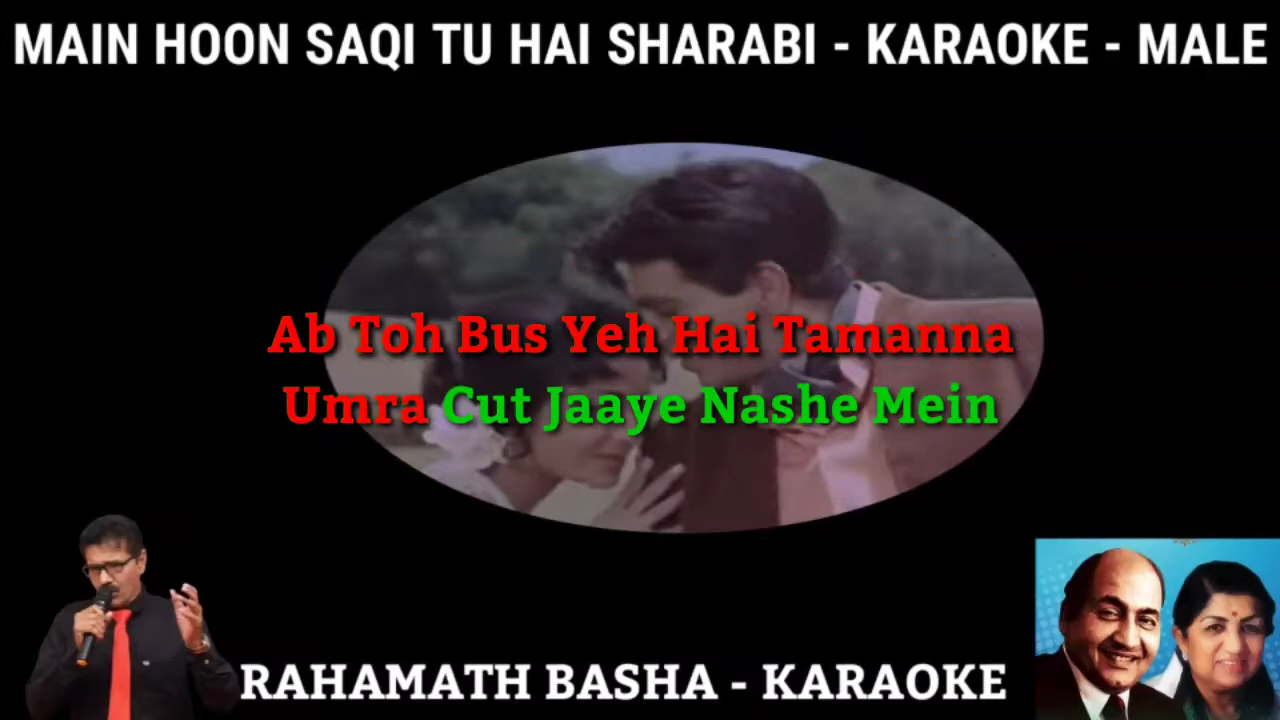 MAIN HOON SAQI TU HAI SHARABI - KARAOKE - MALE
Ab Toh Bus Yeh Hai Tamanna
Umra Cut Jaaye Nashe Mein
RAHAMATH BASHA - KARAOKE